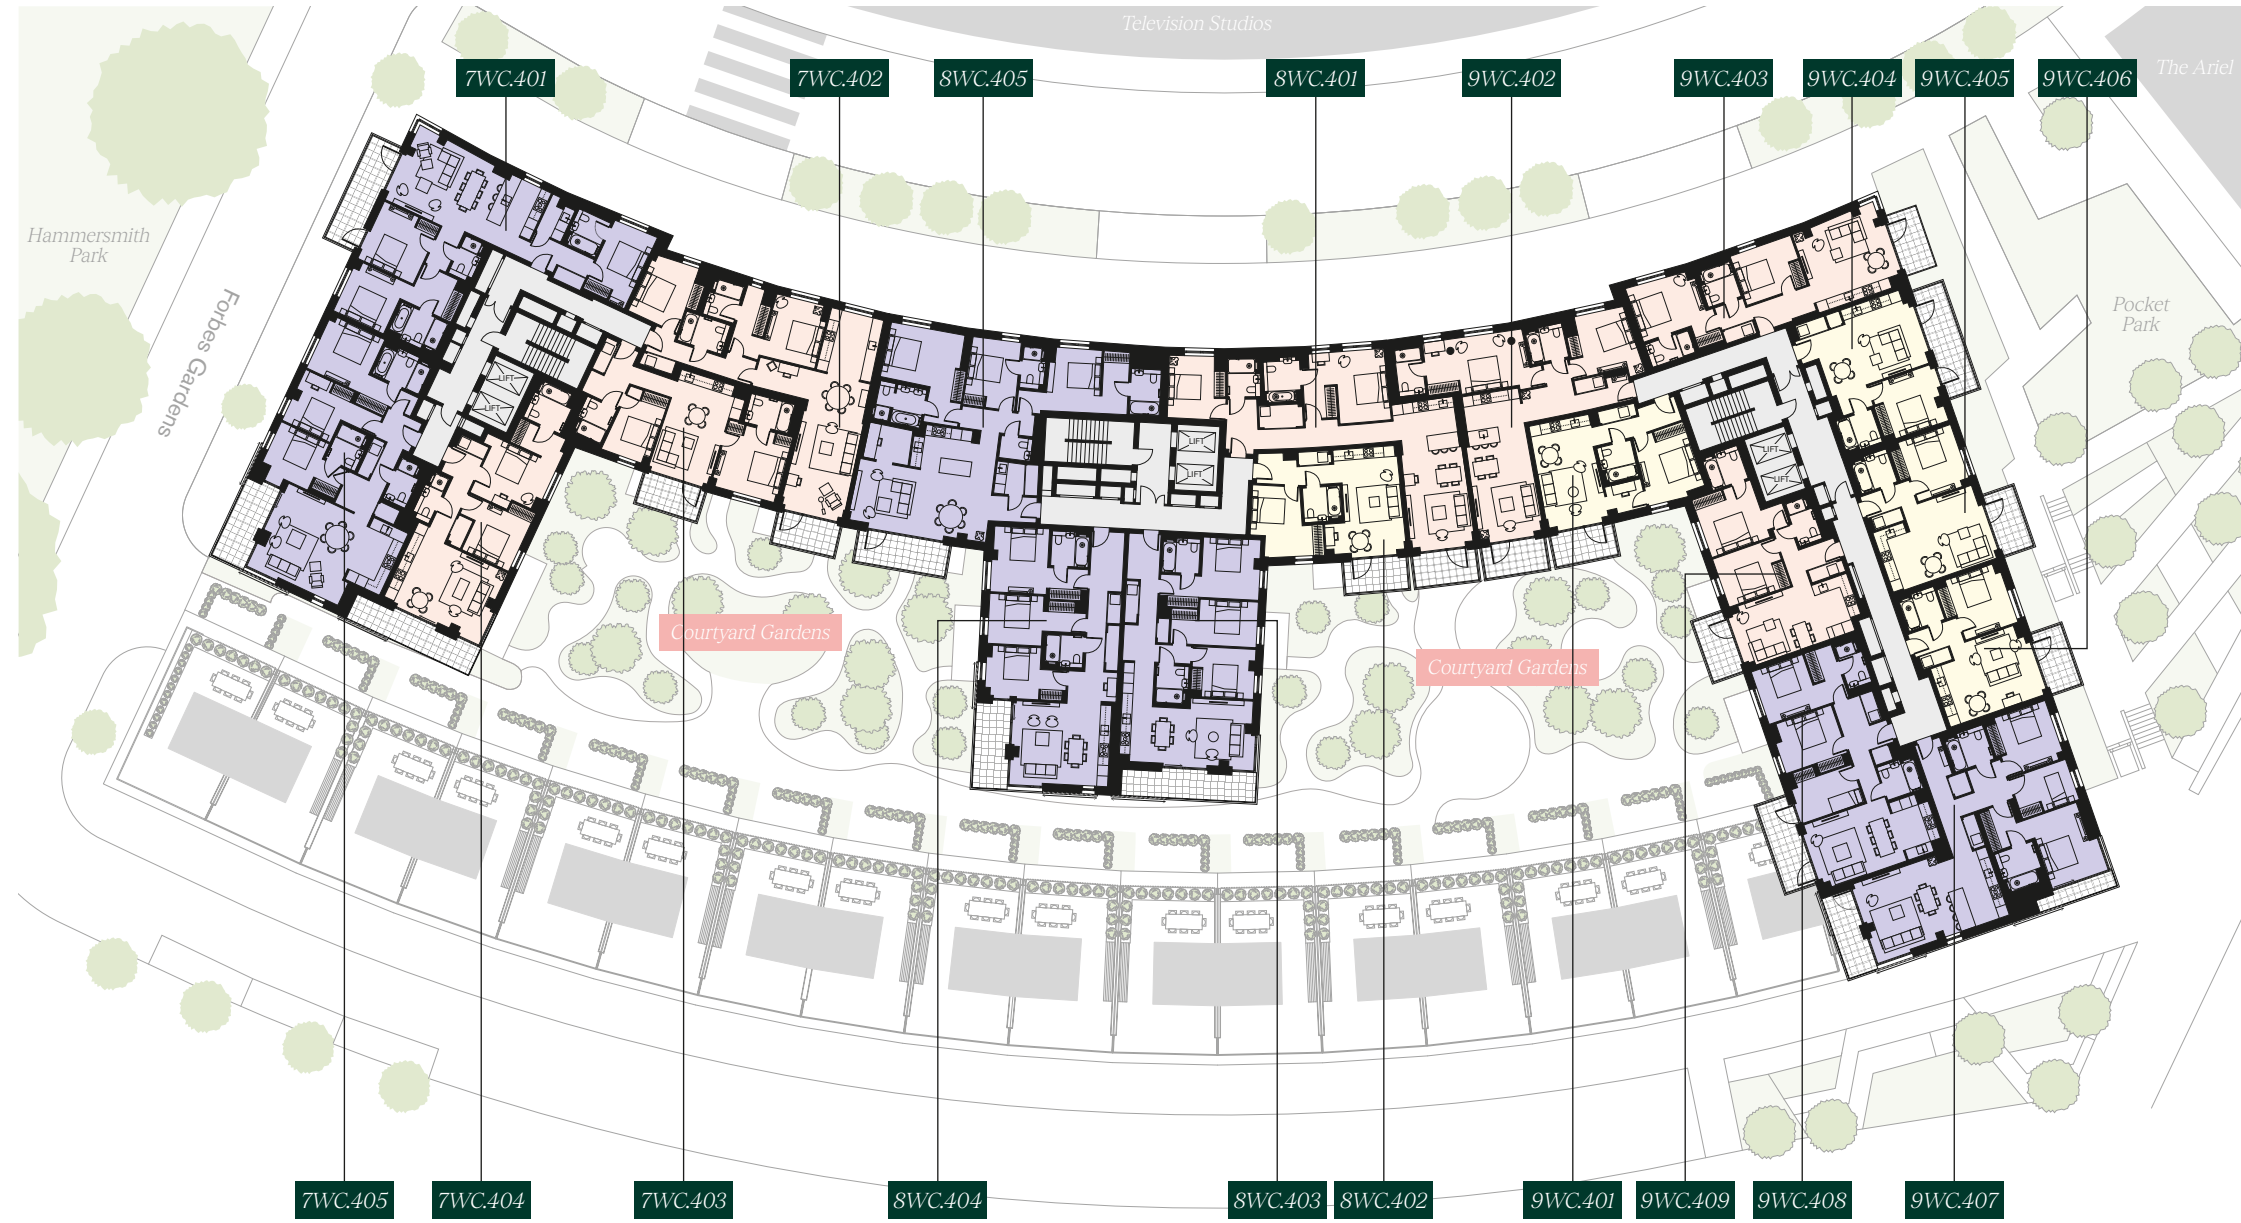 Television Studios
The Ariel
7WC.401
7WC.402
8WC.405
8WC.401
9WC.402
9WC.403
9WC.404
9WC.405
9WC.406
Hammersmith
Park
Forbes Gardens
Pocket
Park
LIFT
LIFT
LIFT
LIFT
LIFT
LIFT
Courtyard Gardens
Courtyard Gardens
7WC.405
7WC.404
7WC.403
8WC.404
8WC.403
8WC.402
9WC.401
9WC.409
9WC.408
9WC.407